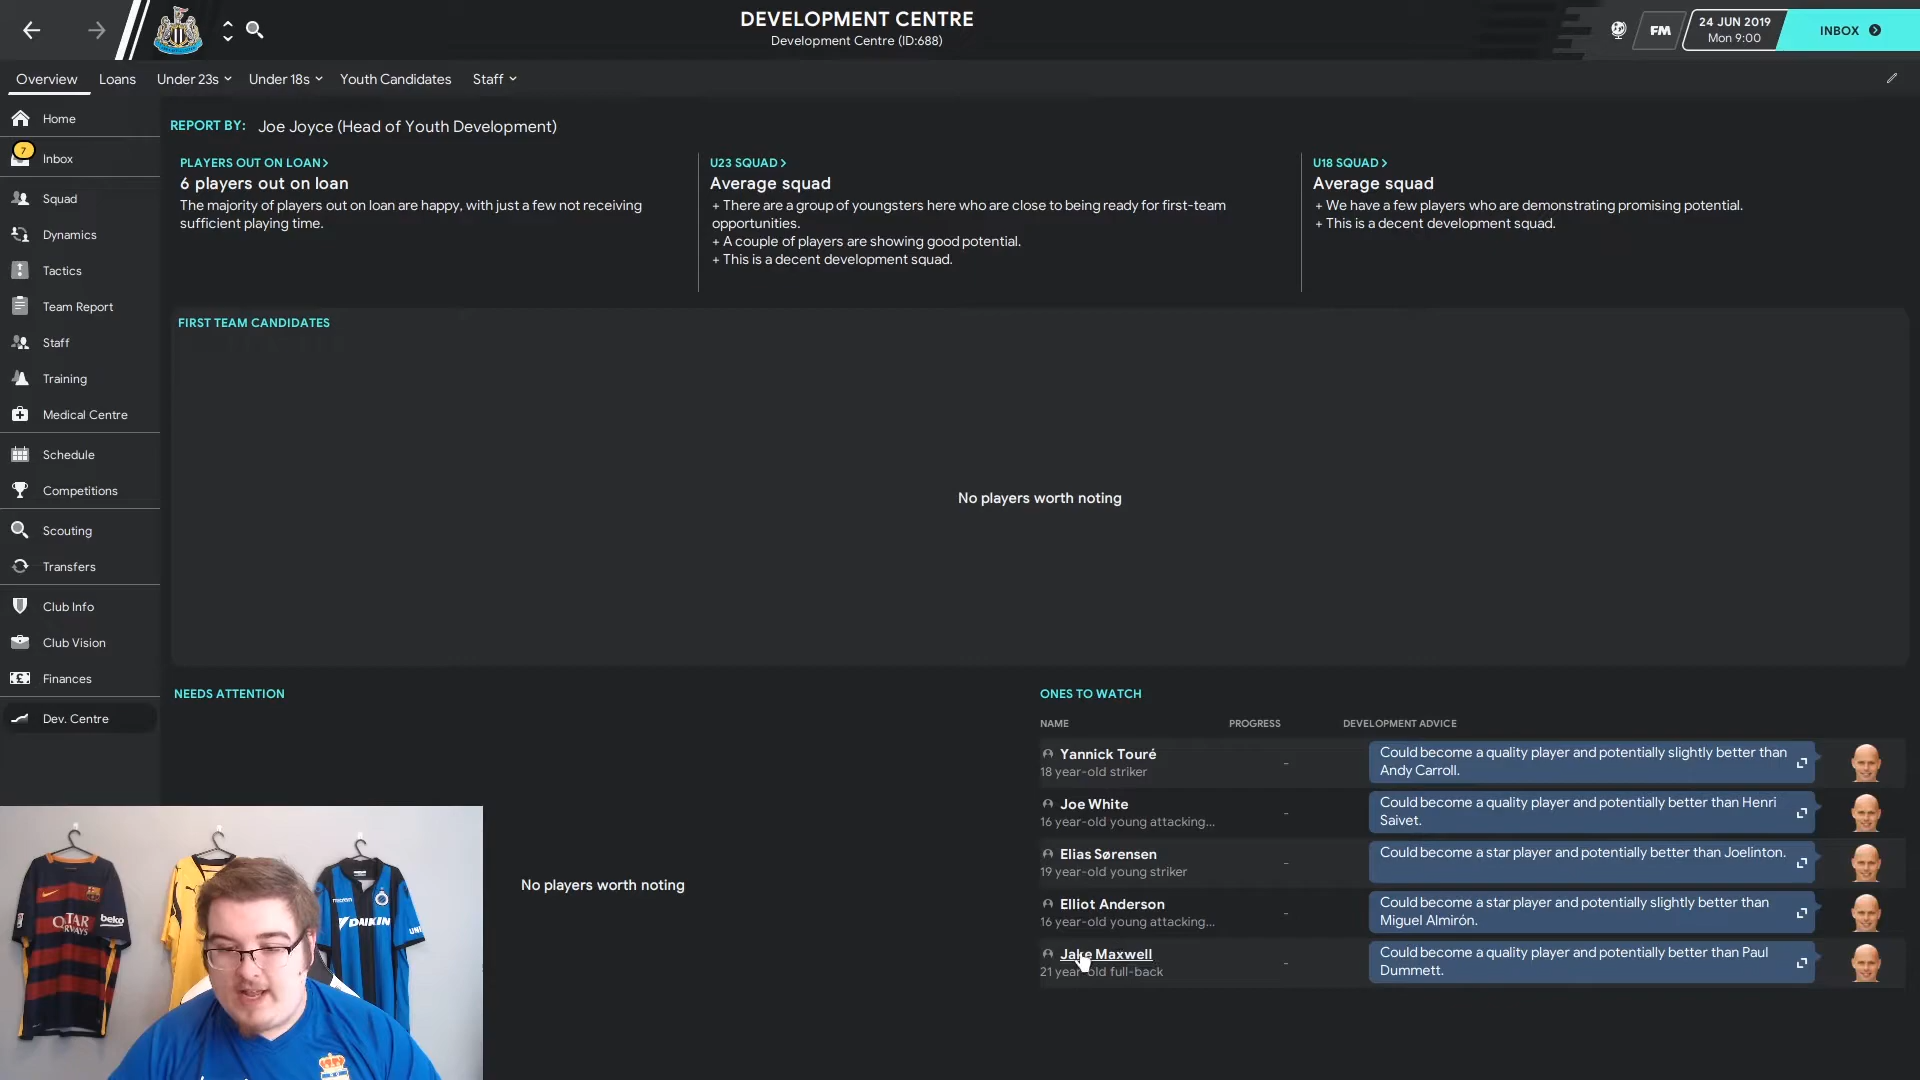 DEVELOPMENT CENTRE
Development Centre (ID:688)
FM
24 JUN 2019
Mon 9:00
INBOX
Overview
Loans
Under 23s
Under 18s
Youth Candidates
Staff
Home
7
Inbox
Squad
Dynamics
Tactics
Team Report
Staff
Training
Medical Centre
Schedule
Competitions
Scouting
Transfers
Club Info
Club Vision
Finances
Dev. Centre
REPORT BY: Joe Joyce (Head of Youth Development)
PLAYERS OUT ON LOAN
6 players out on loan
The majority of players out on loan are happy, with just a few not receiving
sufficient playing time.
U23 SQUAD
Average squad
+ There are a group of youngsters here who are close to being ready for first-team
opportunities.
+ A couple of players are showing good potential.
+ This is a decent development squad.
U18 SQUAD
Average squad
+ We have a few players who are demonstrating promising potential.
+ This is a decent development squad.
FIRST TEAM CANDIDATES
No players worth noting
NEEDS ATTENTION
No players worth noting
ONES TO WATCH
NAME PROGRESS DEVELOPMENT ADVICE
Yannick Touré
18 year-old striker
-
Could become a quality player and potentially slightly better than
Andy Carroll.
Joe White
16 year-old young attacking...
-
Could become a quality player and potentially better than Henri
Saivet.
Elias Sørensen
19 year-old young striker
-
Could become a star player and potentially better than Joelinton.
Elliot Anderson
16 year-old young attacking...
-
Could become a star player and potentially slightly better than
Miguel Almirón.
Jake Maxwell
21 year-old full-back
-
Could become a quality player and potentially better than Paul
Dummett.
QATAR
AIRWAYS
beko
DAIKIN